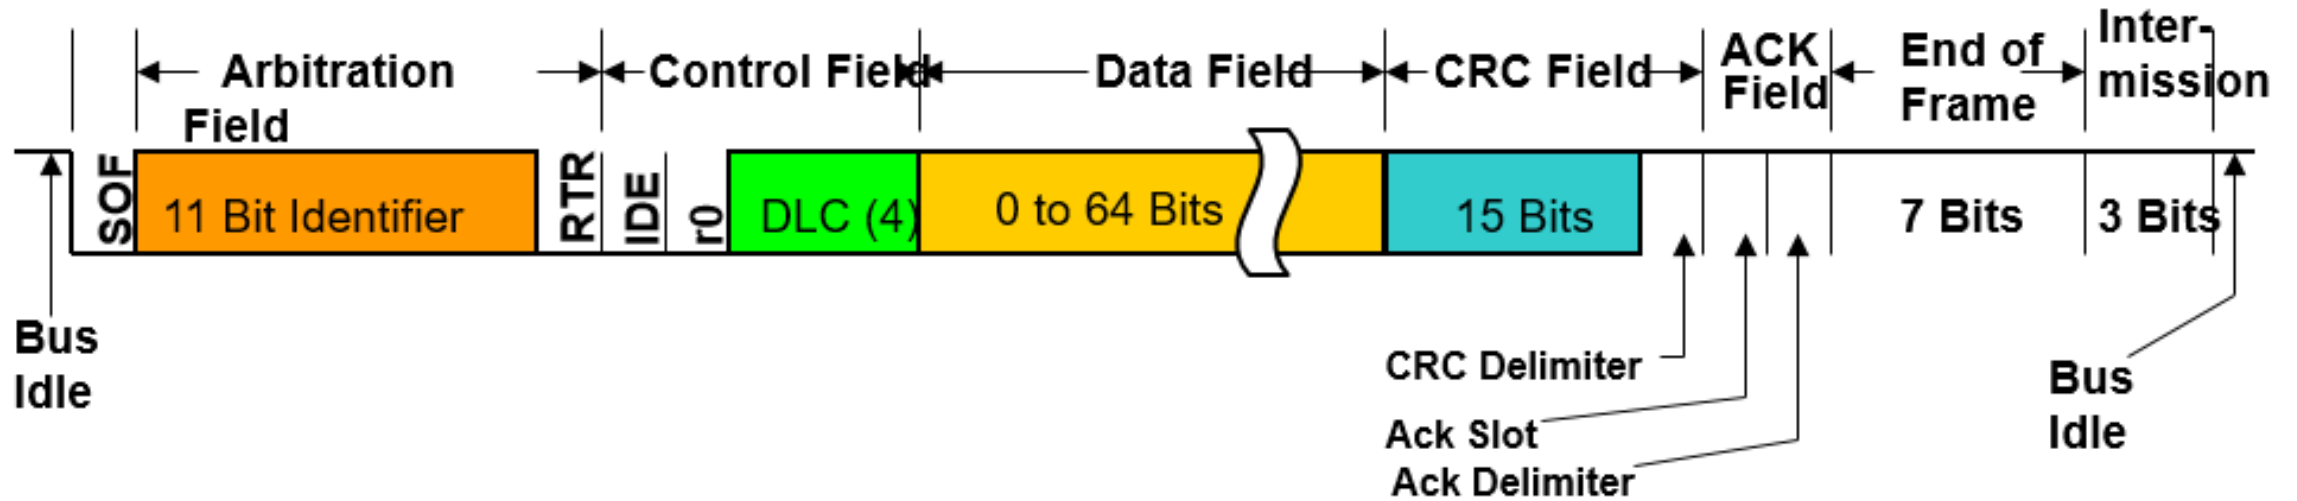 Arbitration
Field
Control Field
Data Field
CRC Field
ACK
Field
End of
Frame
Inter-
mission
SOF
11 Bit Identifier
RTR
IDE
r0
DLC (4)
0 to 64 Bits
15 Bits
7 Bits
3 Bits
Bus
Idle
CRC Delimiter
Ack Slot
Ack Delimiter
Bus
Idle